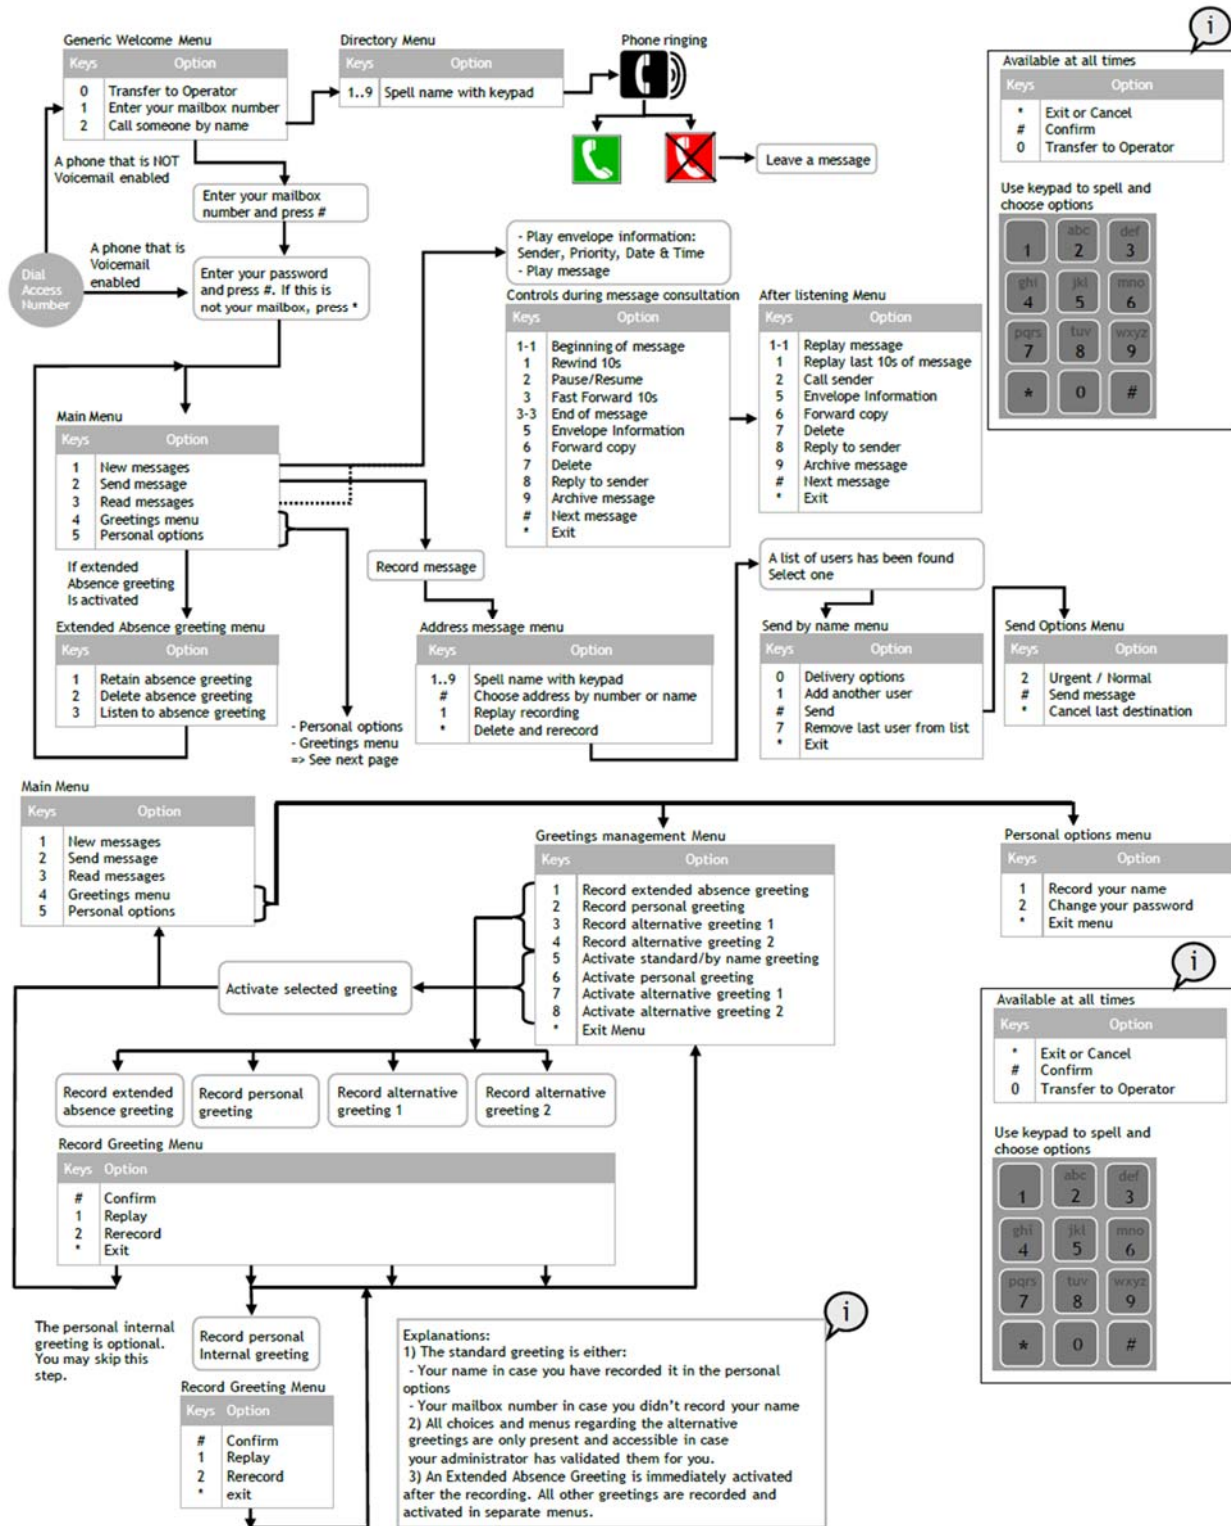 Generic Welcome Menu
Keys Option
0 Transfer to Operator
1 Enter your mailbox number
2 Call someone by name
Directory Menu
Keys Option
1..9 Spell name with keypad
Phone ringing
Leave a message
i
Available at all times
Keys Option
* Exit or Cancel
# Confirm
0 Transfer to Operator
Use keypad to spell and
choose options
1
abc
2
def
3
ghi
4
jkl
5
mno
6
pqrs
7
tuv
8
wxyz
9
*
0
#
A phone that is NOT
Voicemail enabled
Enter your mailbox
number and press #
A phone that is
Voicemail
enabled
Dial
Access
Number
Enter your password
and press #. If this is
not your mailbox, press *
- Play envelope information:
Sender, Priority, Date & Time
- Play message
Controls during message consultation
Keys Option
1-1 Beginning of message
1 Rewind 10s
2 Pause/Resume
3 Fast Forward 10s
3-3 End of message
5 Envelope Information
6 Forward copy
7 Delete
8 Reply to sender
9 Archive message
# Next message
* Exit
After listening Menu
Keys Option
1-1 Replay message
1 Replay last 10s of message
2 Call sender
5 Envelope Information
6 Forward copy
7 Delete
8 Reply to sender
9 Archive message
# Next message
* Exit
Main Menu
Keys Option
1 New messages
2 Send message
3 Read messages
4 Greetings menu
5 Personal options
If extended
Absence greeting
Is activated
Record message
A list of users has been found
Select one
Extended Absence greeting menu
Keys Option
1 Retain absence greeting
2 Delete absence greeting
3 Listen to absence greeting
- Personal options
- Greetings menu
=> See next page
Address message menu
Keys Option
1..9 Spell name with keypad
# Choose address by number or name
1 Replay recording
* Delete and rerecord
Send by name menu
Keys Option
0 Delivery options
1 Add another user
# Send
7 Remove last user from list
* Exit
Send Options Menu
Keys Option
2 Urgent / Normal
# Send message
* Cancel last destination
Main Menu
Keys Option
1 New messages
2 Send message
3 Read messages
4 Greetings menu
5 Personal options
Greetings management Menu
Keys Option
1 Record extended absence greeting
2 Record personal greeting
3 Record alternative greeting 1
4 Record alternative greeting 2
5 Activate standard/by name greeting
6 Activate personal greeting
7 Activate alternative greeting 1
8 Activate alternative greeting 2
* Exit Menu
Personal options menu
Keys Option
1 Record your name
2 Change your password
* Exit menu
Activate selected greeting
Record extended
absence greeting
Record personal
greeting
Record alternative
greeting 1
Record alternative
greeting 2
Record Greeting Menu
Keys Option
# Confirm
1 Replay
2 Rerecord
* Exit
i
Available at all times
Keys Option
* Exit or Cancel
# Confirm
0 Transfer to Operator
Use keypad to spell and
choose options
1
abc
2
def
3
ghi
4
jkl
5
mno
6
pqrs
7
tuv
8
wxyz
9
*
0
#
The personal internal
greeting is optional.
You may skip this
step.
Record personal
Internal greeting
Record Greeting Menu
Keys Option
# Confirm
1 Replay
2 Rerecord
* exit
i
Explanations:
1) The standard greeting is either:
- Your name in case you have recorded it in the personal
options
- Your mailbox number in case you didn't record your name
2) All choices and menus regarding the alternative
greetings are only present and accessible in case
your administrator has validated them for you.
3) An Extended Absence Greeting is immediately activated
after the recording. All other greetings are recorded and
activated in separate menus.